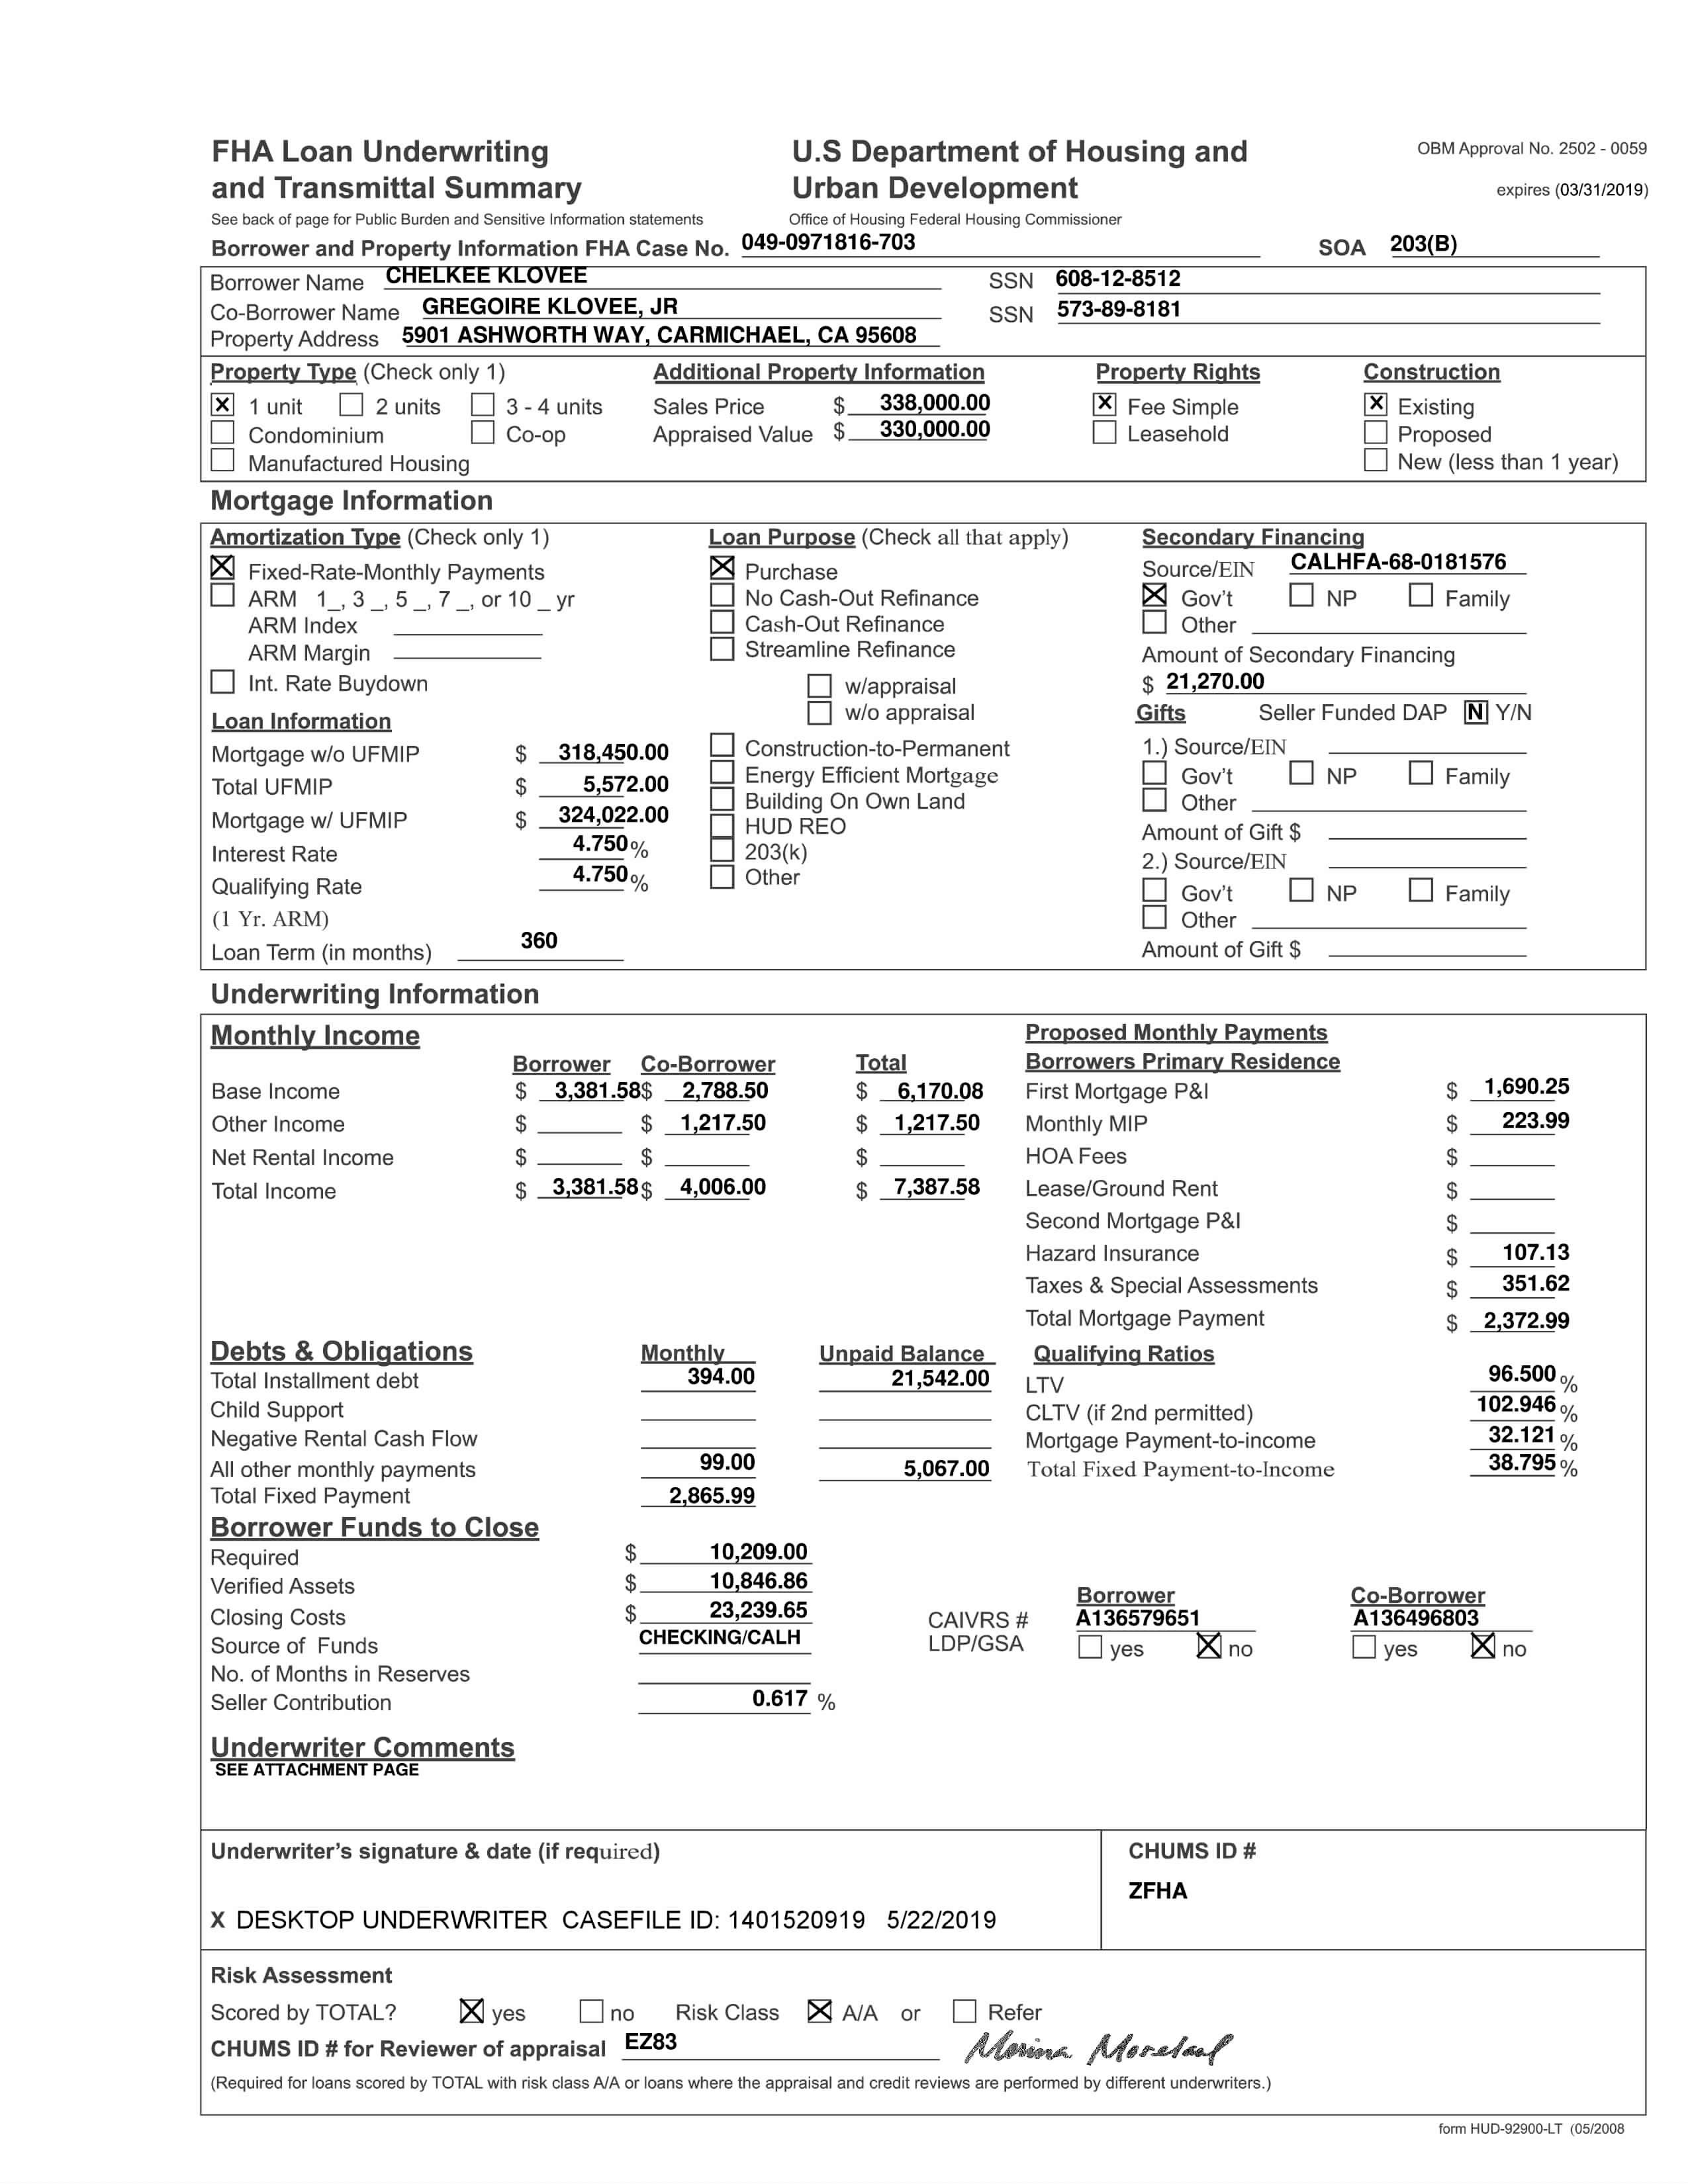 FHA Loan Underwriting
and Transmittal Summary
See back of page for Public Burden and Sensitive Information statements
U.S Department of Housing and
Urban Development
Office of Housing Federal Housing Commissioner
OBM Approval No. 2502 - 0059
expires (03/31/2019)
Borrower and Property Information FHA Case No. 049-0971816-703 SOA 203(B)
Borrower Name CHELKEE KLOVEE SSN 608-12-8512
Co-Borrower Name GREGOIRE KLOVEE, JR SSN 573-89-8181
Property Address 5901 ASHWORTH WAY, CARMICHAEL, CA 95608
Property Type (Check only 1) Additional Property Information Property Rights Construction
X 1 unit 2 units 3 - 4 units Sales Price $ 338,000.00 X Fee Simple X Existing
Condominium Co-op Appraised Value $ 330,000.00 Leasehold Proposed
Manufactured Housing New (less than 1 year)
Mortgage Information
Amortization Type (Check only 1)
X Fixed-Rate-Monthly Payments
ARM 1_, 3 _, 5 _, 7 _, or 10 _ yr
ARM Index
ARM Margin
Int. Rate Buydown
Loan Information
Mortgage w/o UFMIP $ 318,450.00
Total UFMIP $ 5,572.00
Mortgage w/ UFMIP $ 324,022.00
Interest Rate 4.750 %
Qualifying Rate 4.750 %
(1 Yr. ARM)
Loan Term (in months) 360
Loan Purpose (Check all that apply)
X Purchase
No Cash-Out Refinance
Cash-Out Refinance
Streamline Refinance
w/appraisal
w/o appraisal
Construction-to-Permanent
Energy Efficient Mortgage
Building On Own Land
HUD REO
203(k)
Other
Secondary Financing
Source/EIN CALHFA-68-0181576
X Gov't NP Family
Other
Amount of Secondary Financing
$ 21,270.00
Gifts Seller Funded DAP N Y/N
1.) Source/EIN
Gov't NP Family
Other
Amount of Gift $
2.) Source/EIN
Gov't NP Family
Other
Amount of Gift $
Underwriting Information
Monthly Income
Borrower Co-Borrower Total
Base Income $ 3,381.58 $ 2,788.50 $ 6,170.08
Other Income $ $ 1,217.50 $ 1,217.50
Net Rental Income $ $ $
Total Income $ 3,381.58 $ 4,006.00 $ 7,387.58
Proposed Monthly Payments
Borrowers Primary Residence
First Mortgage P&I $ 1,690.25
Monthly MIP $ 223.99
HOA Fees $
Lease/Ground Rent $
Second Mortgage P&I $
Hazard Insurance $ 107.13
Taxes & Special Assessments $ 351.62
Total Mortgage Payment $ 2,372.99
Debts & Obligations Monthly Unpaid Balance
Total Installment debt 394.00 21,542.00
Child Support
Negative Rental Cash Flow
All other monthly payments 99.00 5,067.00
Total Fixed Payment 2,865.99
Qualifying Ratios
LTV 96.500 %
CLTV (if 2nd permitted) 102.946 %
Mortgage Payment-to-income 32.121 %
Total Fixed Payment-to-Income 38.795 %
Borrower Funds to Close
Required $ 10,209.00
Verified Assets $ 10,846.86
Closing Costs $ 23,239.65
Source of Funds CHECKING/CALH
No. of Months in Reserves
Seller Contribution 0.617 %
Borrower Co-Borrower
CAIVRS # A136579651 A136496803
LDP/GSA yes X no yes X no
Underwriter Comments
SEE ATTACHMENT PAGE
Underwriter's signature & date (if required)
X DESKTOP UNDERWRITER CASEFILE ID: 1401520919 5/22/2019
CHUMS ID #
ZFHA
Risk Assessment
Scored by TOTAL? X yes no Risk Class X A/A or Refer
CHUMS ID # for Reviewer of appraisal EZ83
(Required for loans scored by TOTAL with risk class A/A or loans where the appraisal and credit reviews are performed by different underwriters.)
form HUD-92900-LT (05/2008